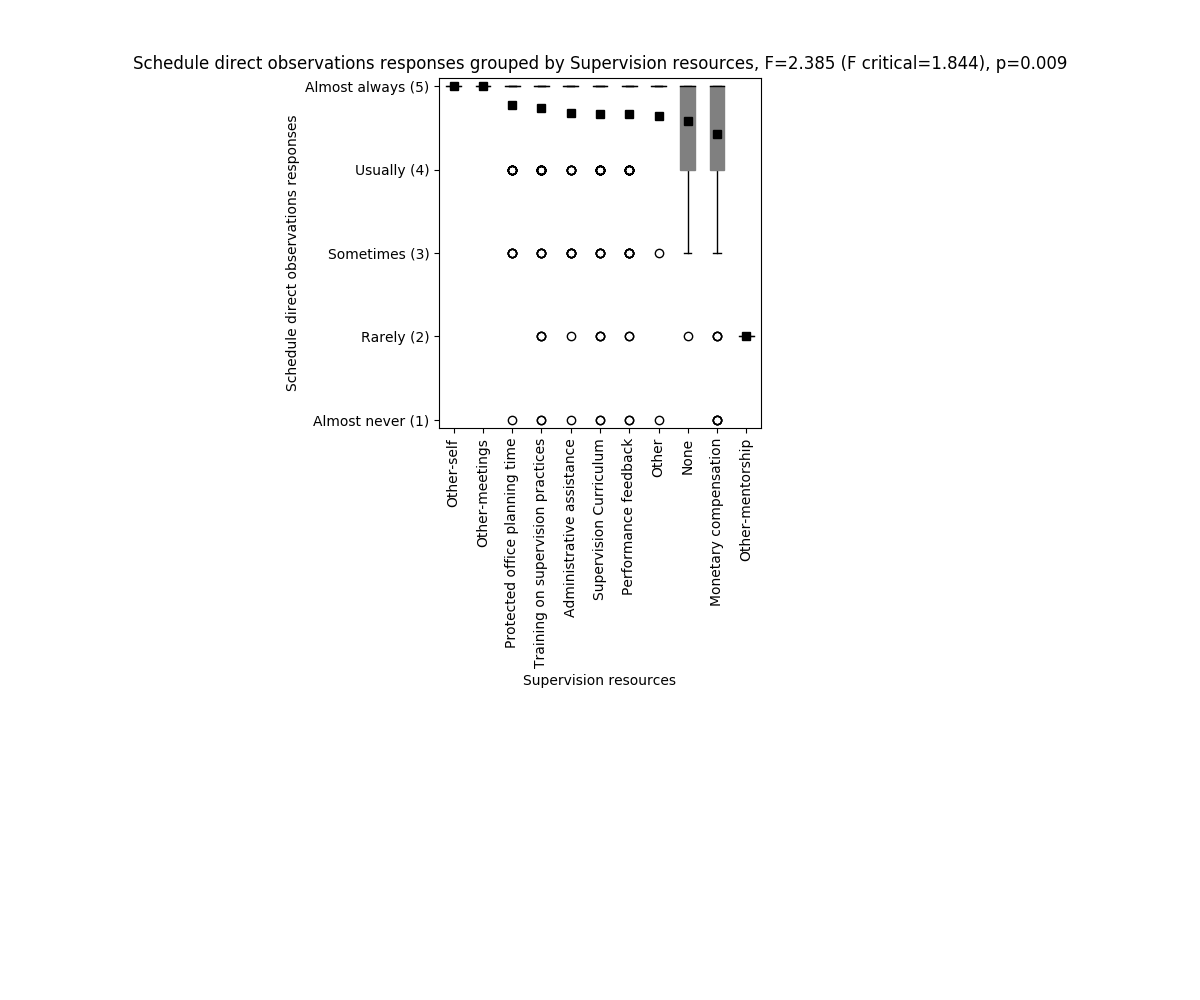 Schedule direct observations responses grouped by Supervision resources, F=2.385 (F critical=1.844), p=0.009
Almost always (5)
Usually (4)
Sometimes (3)
Rarely (2)
Almost never (1)
Schedule direct observations responses
Other-self
Other-meetings
Protected office planning time
Training on supervision practices
Administrative assistance
Supervision Curriculum
Performance feedback
Other
None
Monetary compensation
Other-mentorship
Supervision resources